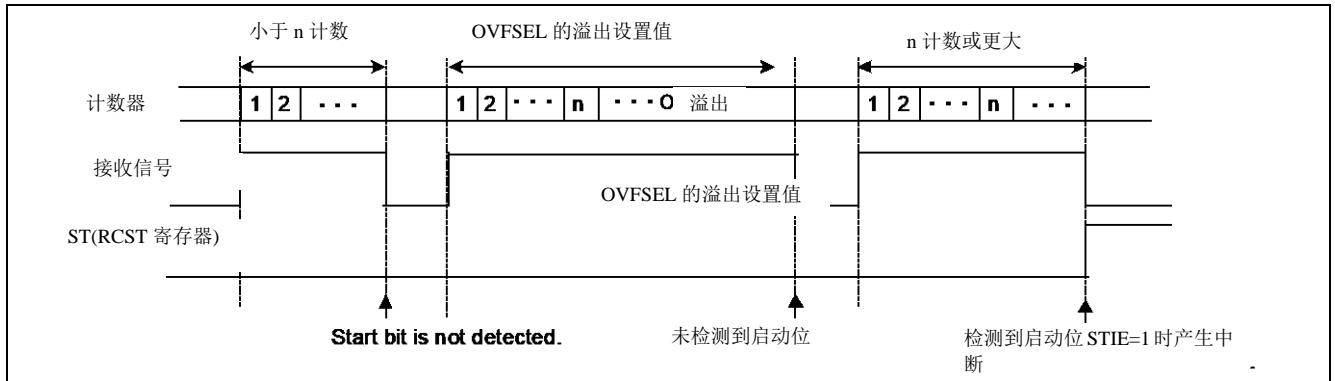 小于 n 计数
OVFSEL 的溢出设置值
n 计数或更大
计数器
1 2 ··· 1 2 ··· n ···0 溢出 1 2 ··· n ···
接收信号
OVFSEL 的溢出设置值
ST(RCST 寄存器)
Start bit is not detected.
未检测到启动位
检测到启动位 STIE=1 时产生中
断